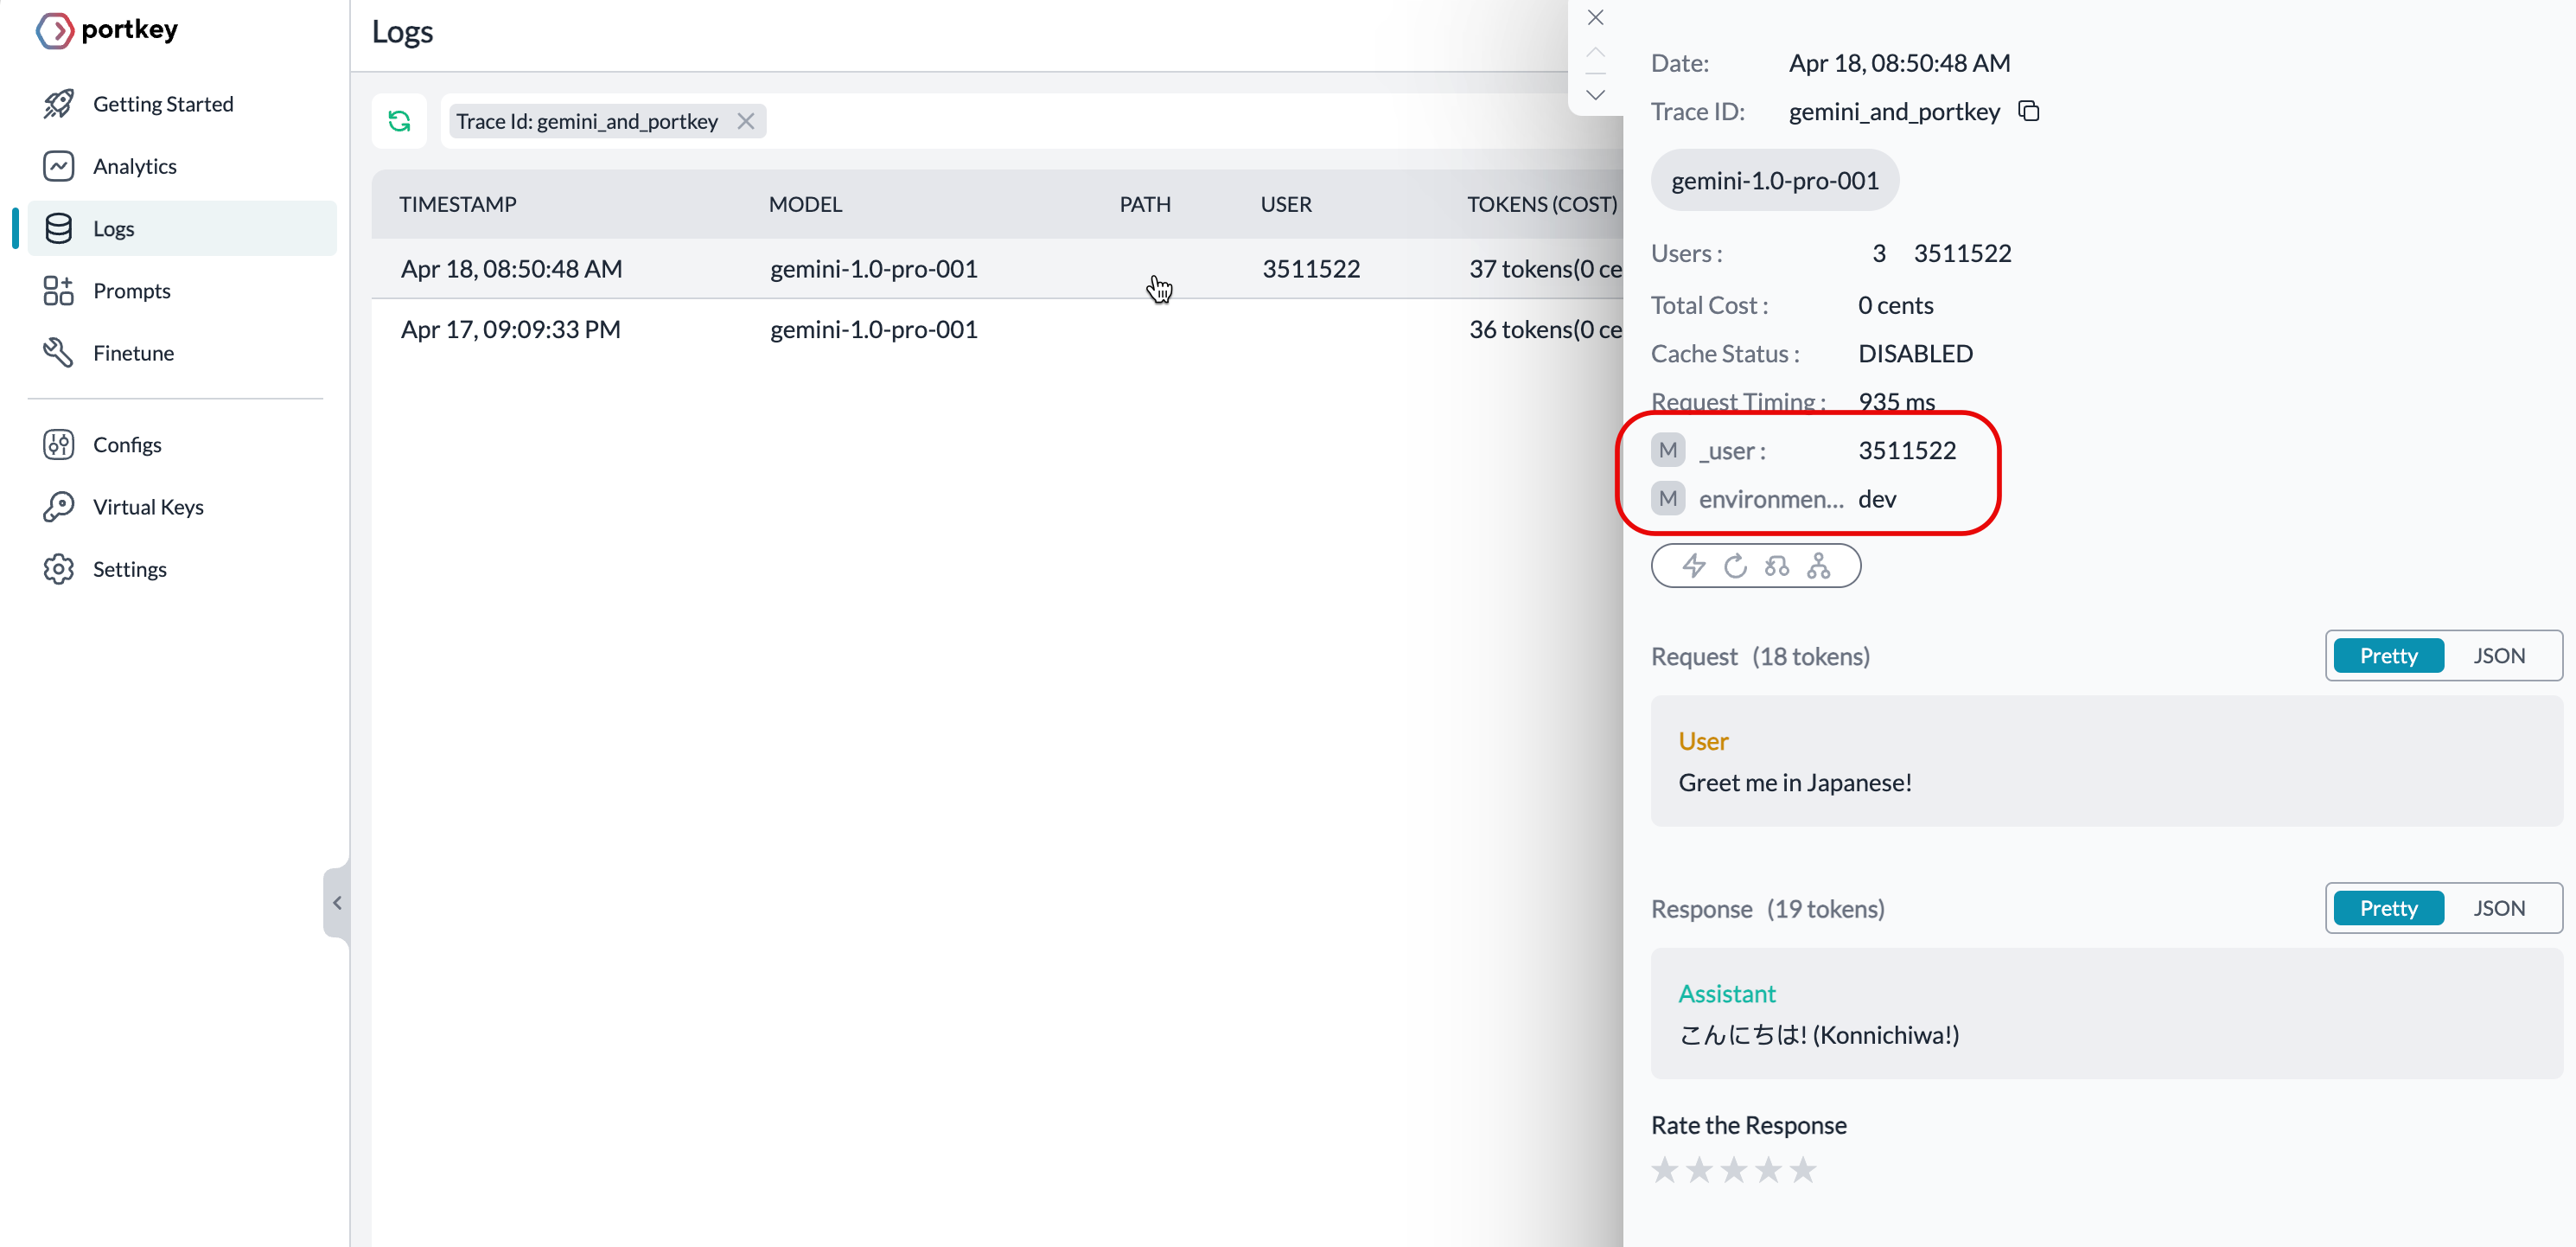 portkey
Getting Started
Analytics
Logs
Prompts
Finetune
Configs
Virtual Keys
Settings
Logs
Trace Id: gemini_and_portkey
TIMESTAMP MODEL PATH USER TOKENS (COST)
Apr 18, 08:50:48 AM gemini-1.0-pro-001 3511522 37 tokens(0 ce
Apr 17, 09:09:33 PM gemini-1.0-pro-001 36 tokens(0 ce
Date: Apr 18, 08:50:48 AM
Trace ID: gemini_and_portkey
gemini-1.0-pro-001
Users : 3 3511522
Total Cost : 0 cents
Cache Status : DISABLED
Request Timing : 935 ms
M _user : 3511522
M environmen... dev
Request (18 tokens) Pretty JSON
User
Greet me in Japanese!
Response (19 tokens) Pretty JSON
Assistant
こんにちは! (Konnichiwa!)
Rate the Response